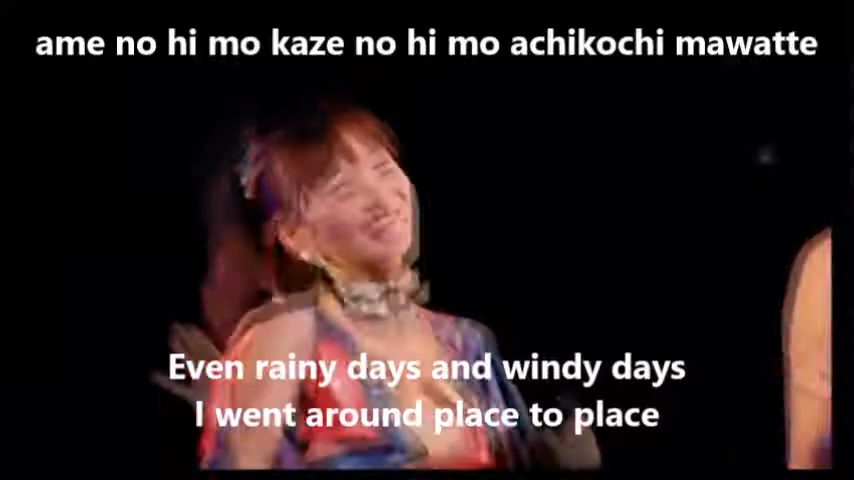 ame no hi mo kaze no hi mo achikochi mawatte
Even rainy days and windy days
I went around place to place